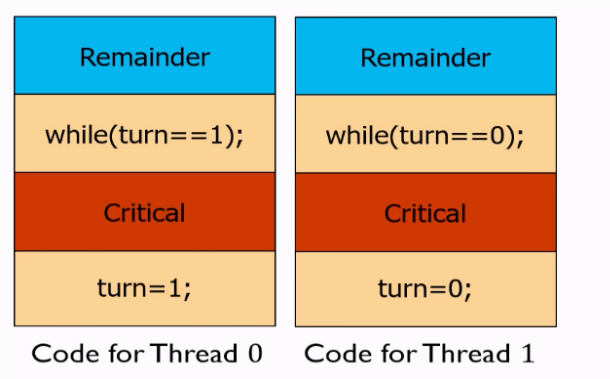 Remainder
while(turn==1);
Critical
turn=1;
Code for Thread 0
Remainder
while(turn==0);
Critical
turn=0;
Code for Thread 1